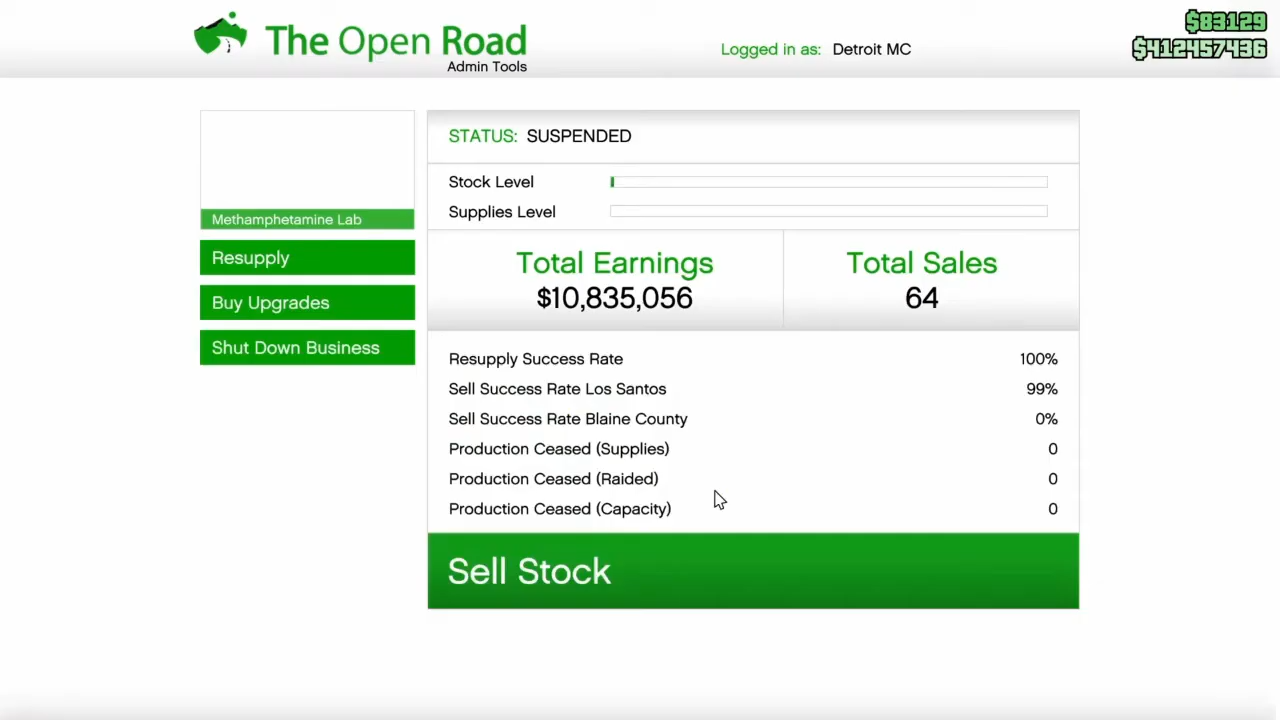 The Open Road
Admin Tools
Logged in as: Detroit MC
$83129
$412457436
Methamphetamine Lab
Resupply
Buy Upgrades
Shut Down Business
STATUS: SUSPENDED
Stock Level
Supplies Level
Total Earnings
$10,835,056
Total Sales
64
Resupply Success Rate 100%
Sell Success Rate Los Santos 99%
Sell Success Rate Blaine County 0%
Production Ceased (Supplies) 0
Production Ceased (Raided) 0
Production Ceased (Capacity) 0
Sell Stock